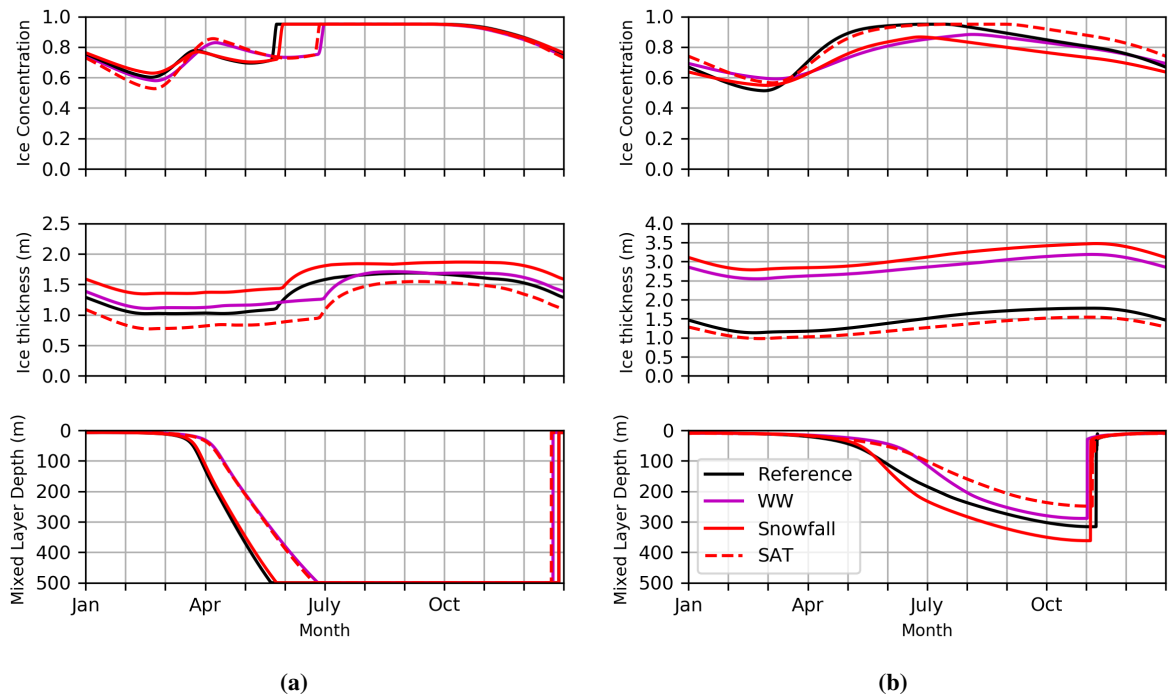 1.0
0.8
0.6
0.4
0.2
0.0
Ice Concentration
2.5
2.0
1.5
1.0
0.5
0.0
Ice thickness (m)
0
100
200
300
400
500
Mixed Layer Depth (m)
Jan
Apr
July
Oct
Month
(a)
1.0
0.8
0.6
0.4
0.2
0.0
Ice Concentration
4.0
3.5
3.0
2.5
2.0
1.5
1.0
0.5
0.0
Ice thickness (m)
0
100
200
300
400
500
Mixed Layer Depth (m)
Reference
WW
Snowfall
SAT
Jan
Apr
July
Oct
Month
(b)